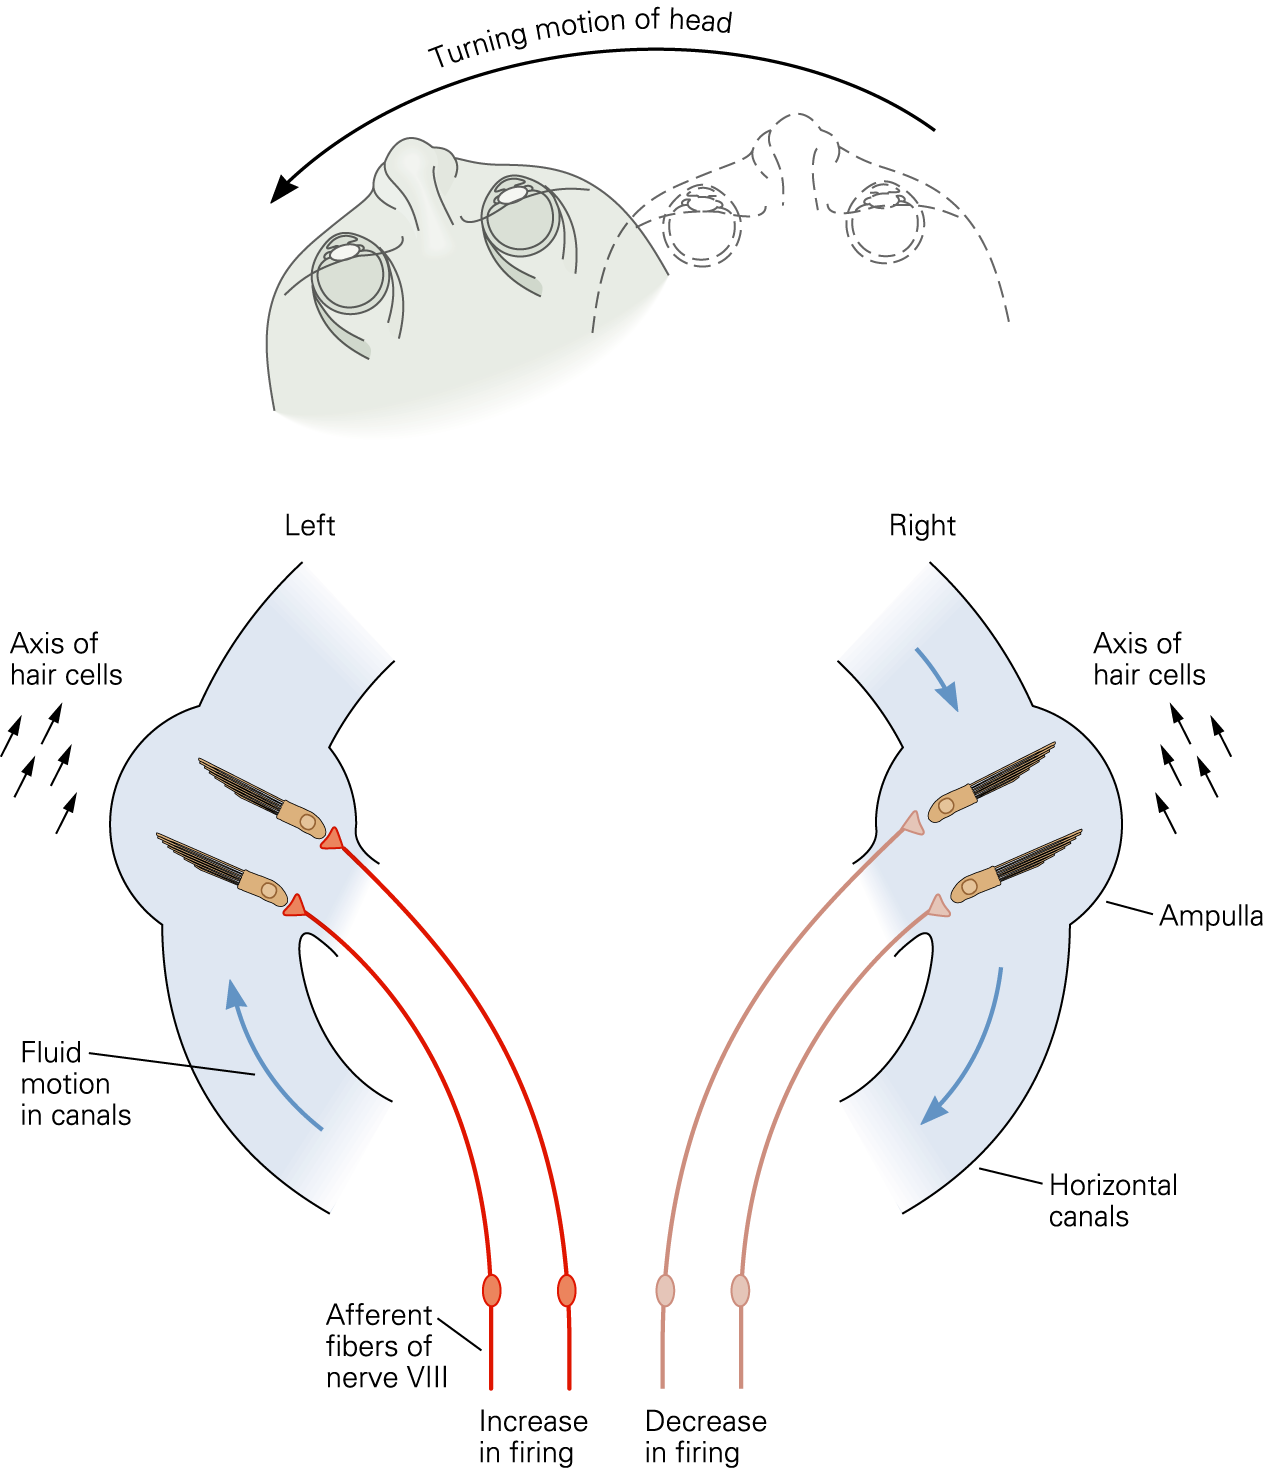 Turning motion of head
Left
Right
Axis of
hair cells
Axis of
hair cells
Ampulla
Fluid
motion
in canals
Horizontal
canals
Afferent
fibers of
nerve VIII
Increase
in firing
Decrease
in firing